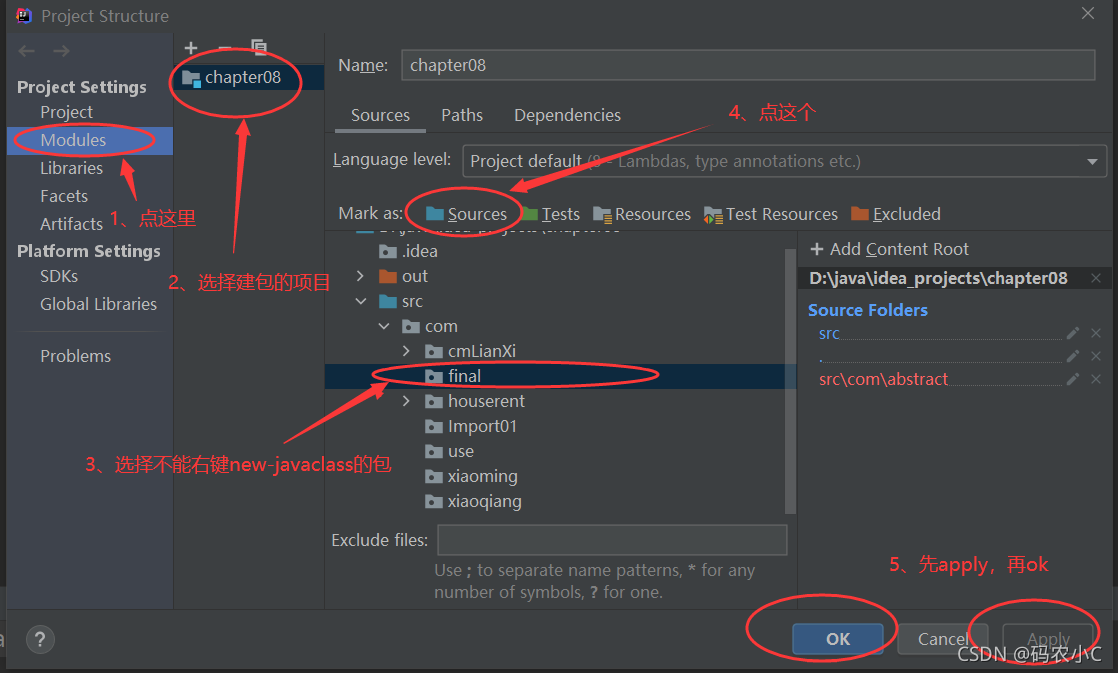 Project Structure
Project Settings
Project
Modules
Libraries
Facets
Artifacts
Platform Settings
SDKs
Global Libraries
Problems
1、点这里
chapter08
2、选择建包的项目
Name: chapter08
Sources Paths Dependencies
4、点这个
Language level: Project default (8 - Lambdas, type annotations etc.)
Mark as: Sources Tests Resources Test Resources Excluded
.idea
out
src
com
cmLianXi
final
houserent
Import01
use
xiaoming
xiaoqiang
3、选择不能右键new-javaclass的包
+ Add Content Root
D:\java\idea_projects\chapter08
Source Folders
src
.
src\com\abstract
Exclude files:
Use ; to separate name patterns, * for any
number of symbols, ? for one.
5、先apply，再ok
?
OK Cancel Apply
CSDN @码农小C